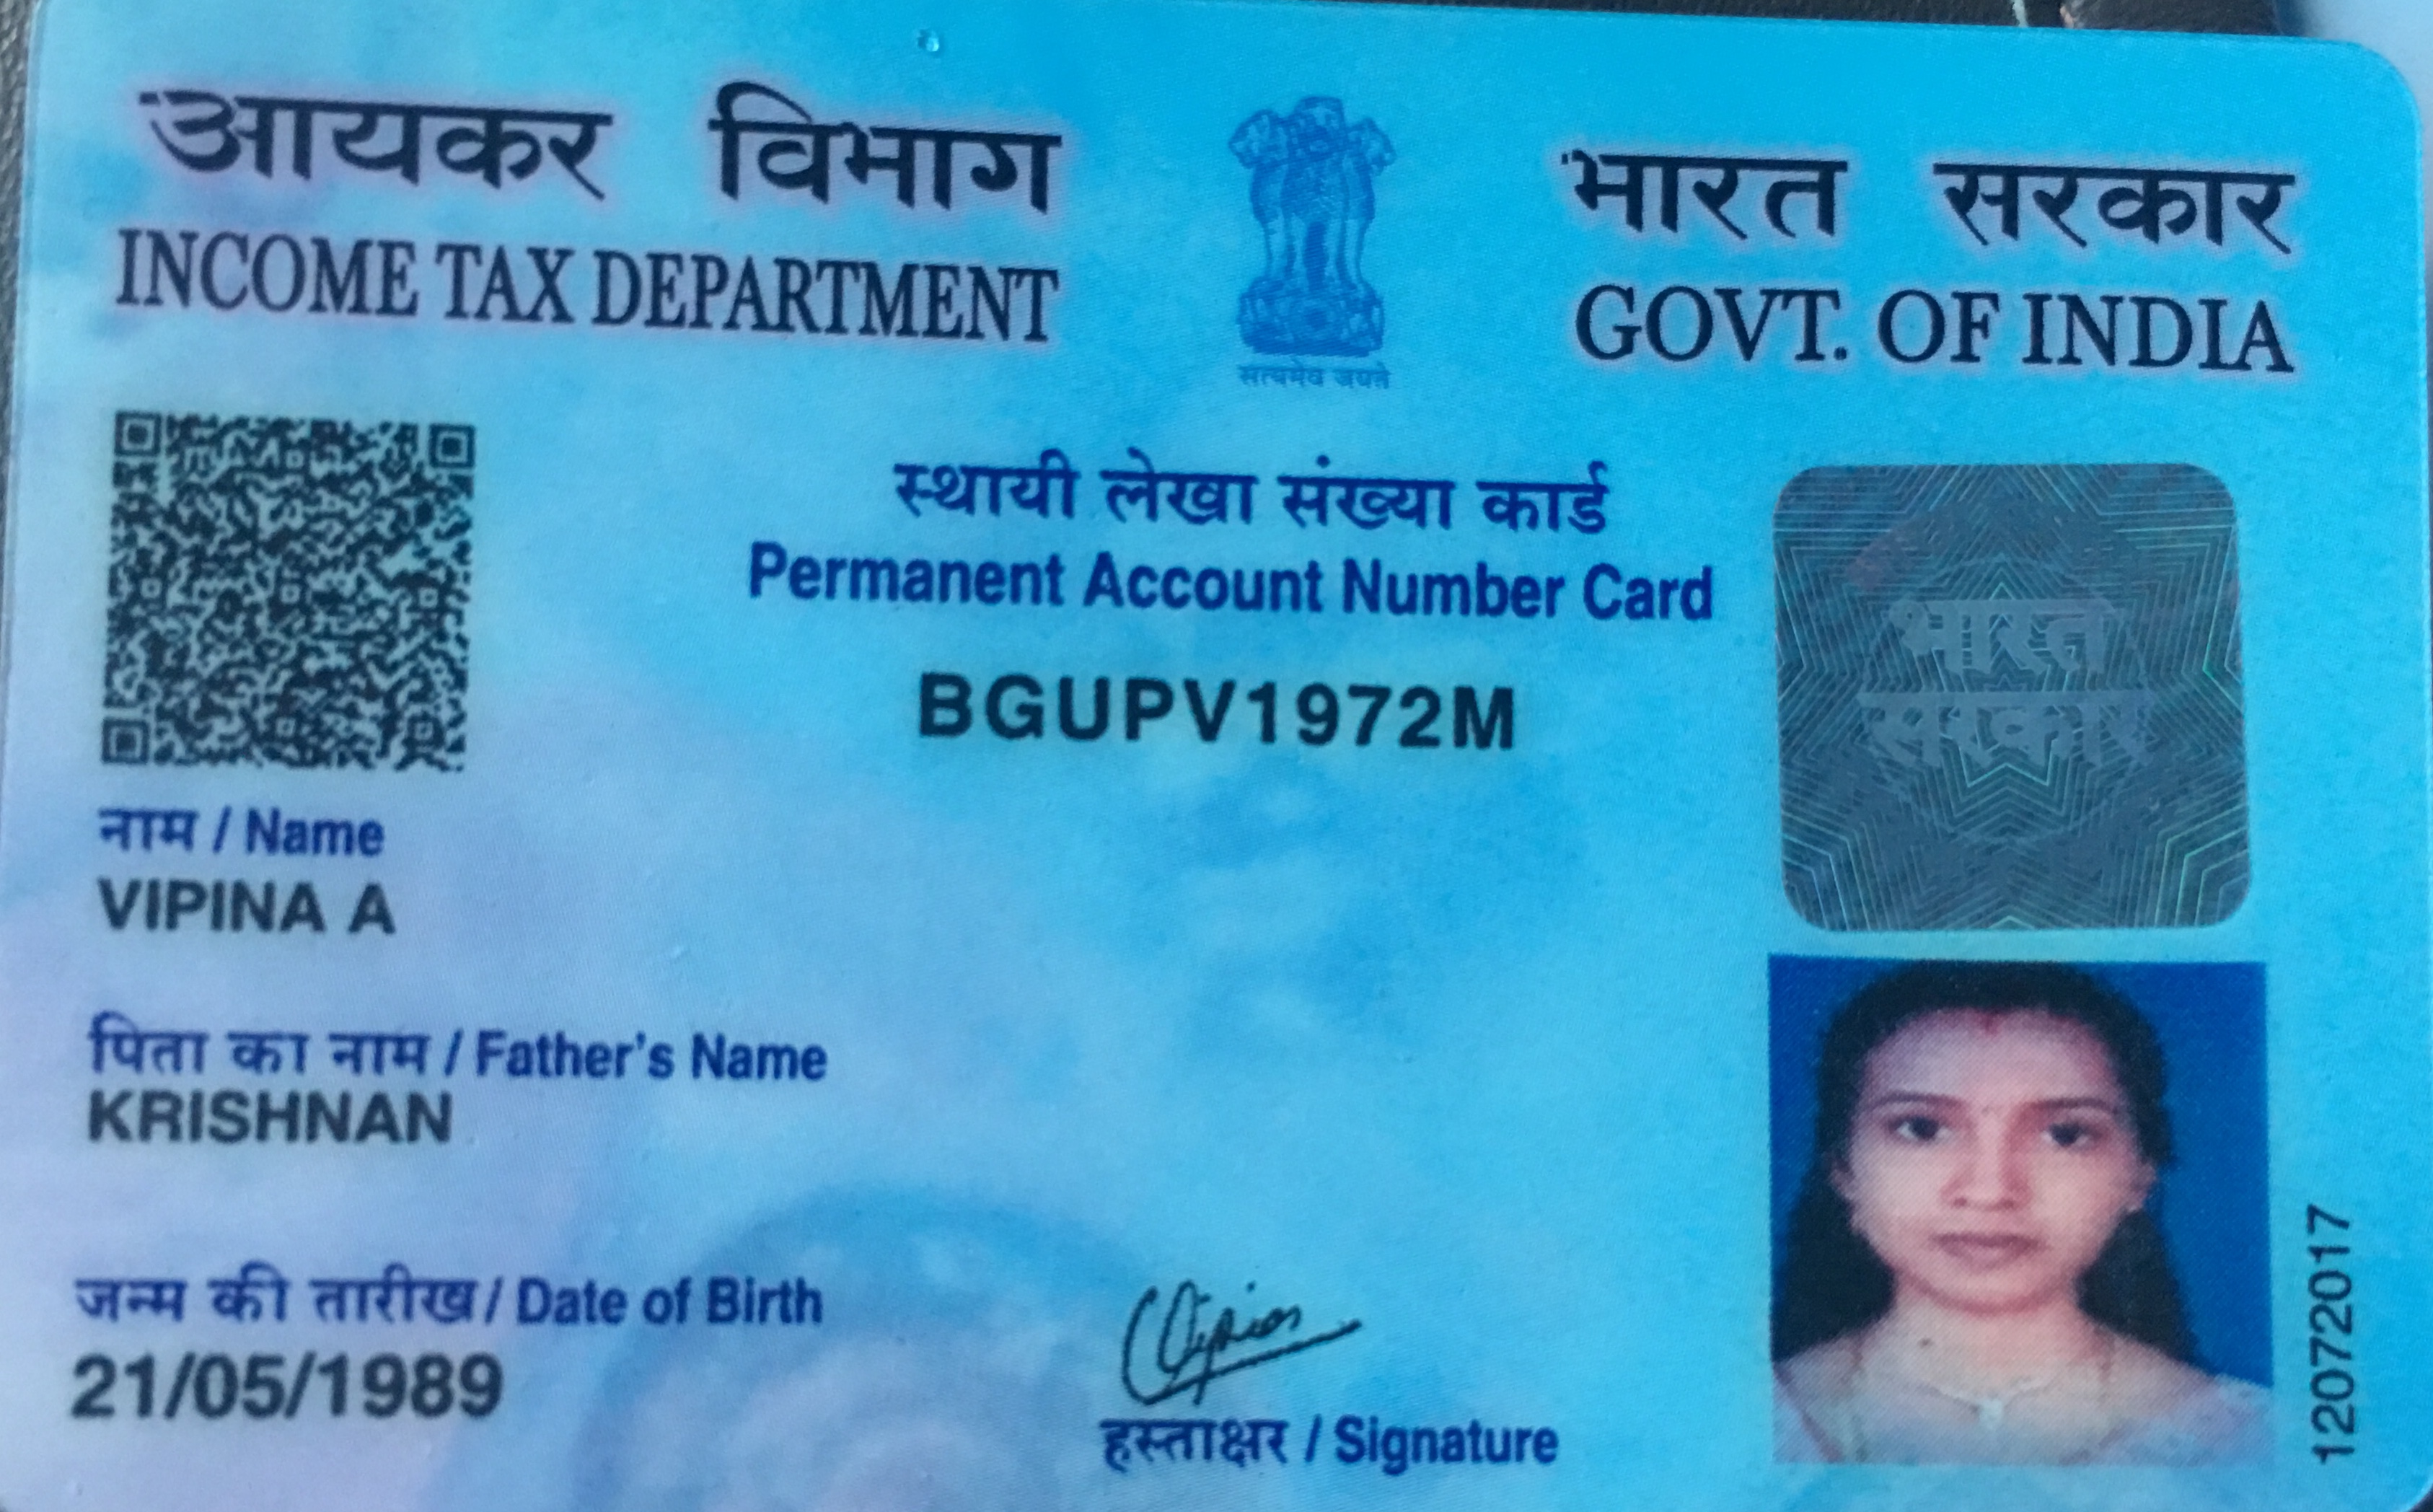 आयकर विभाग
INCOME TAX DEPARTMENT
सत्यमेव जयते
भारत सरकार
GOVT. OF INDIA
स्थायी लेखा संख्या कार्ड
Permanent Account Number Card
BGUPV1972M
भारत
सरकार
नाम / Name
VIPINA A
पिता का नाम / Father's Name
KRISHNAN
जन्म की तारीख / Date of Birth
21/05/1989
हस्ताक्षर / Signature
12072017